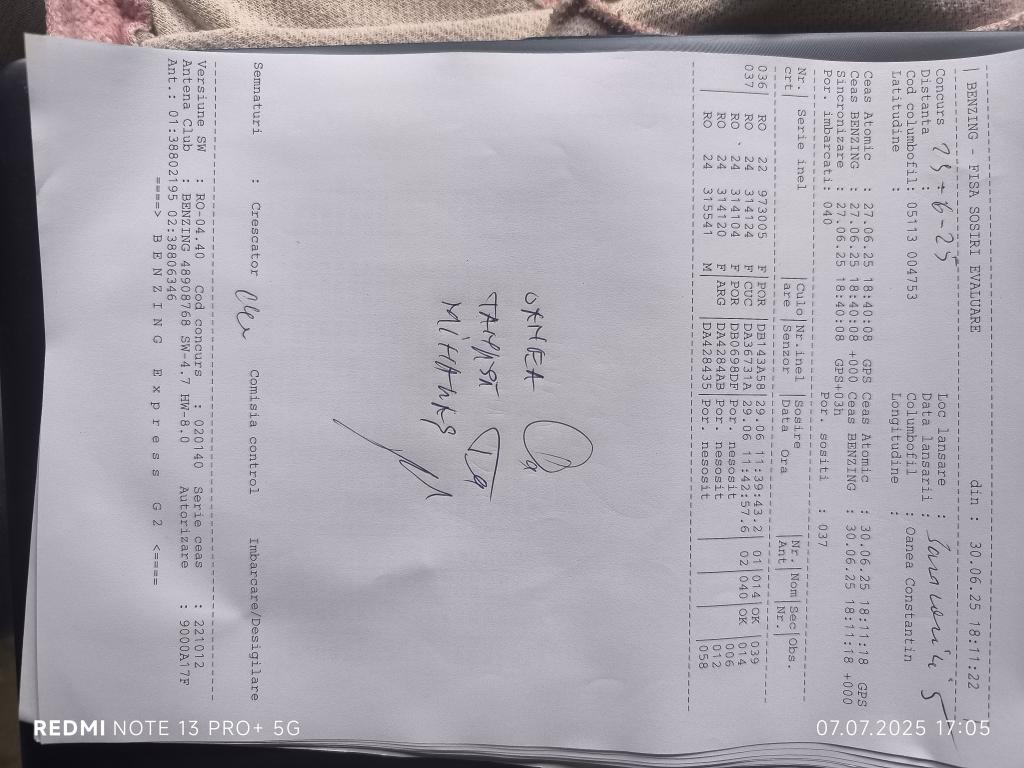 | BENZING - FISA SOSIRI EVALUARE din : 30.06.25 18:11:22
Concurs 29-6-25 Loc lansare :
Distanta : Data lansarii :
Cod columbofil: 05113 004753 Columbofil : Oanea Constantin
Latitudine : Longitudine :
Ceas Atomic : 27.06.25 18:40:08 GPS Ceas Atomic : 30.06.25 18:11:18 GPS
Ceas BENZING : 27.06.25 18:40:08 +000 Ceas BENZING : 30.06.25 18:11:18 +000
Sincronizare : 27.06.25 18:40:08 GPS+03h
Por. imbarcati: 040 Por. sositi : 037
Nr.| Serie inel |Culo|Nr.inel |Sosire |Nr.|Nom|Sec|Obs.
crt| |are |Senzor |Data Ora |Ant| |Nr.|
036 RO 22 973005 F|POR |DB143A58|29.06 11:39:43.2|01|014|OK |039
037 RO 24 314124 F|CUC |DA36731A|29.06 11:42:57.6|02|040|OK |014
RO 24 314104 F|POR |DB0698DF|Por. nesosit | | | |006
RO 24 314120 F|ARG |DA4284AB|Por. nesosit | | | |012
RO 24 315541 M| |DA42843E|Por. nesosit | | | |058
MIHAI
Semnaturi : Crescator Comisia control Imbarcare/Desigilare
Versiune SW : RO-04.40 Cod concurs : 020140 Serie ceas : 221012
Antena Club : BENZING 48908768 SW-4.7 HW-8.0 Autorizare : 9000A17F
Ant.: 01:38802195 02:38806346
====> B E N Z I N G E x p r e s s G 2 <====
REDMI NOTE 13 PRO+ 5G
07.07.2025 17:05